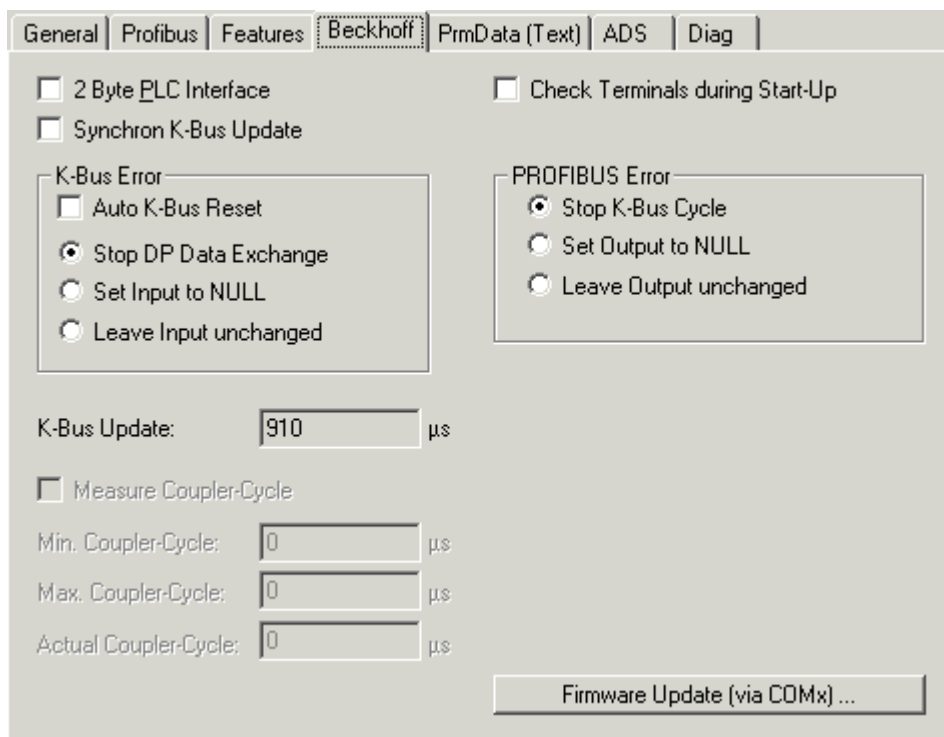 General Profibus Features Beckhoff PrmData (Text) ADS Diag
2 Byte PLC Interface
Check Terminals during Start-Up
Synchron K-Bus Update
K-Bus Error
Auto K-Bus Reset
Stop DP Data Exchange
Set Input to NULL
Leave Input unchanged
PROFIBUS Error
Stop K-Bus Cycle
Set Output to NULL
Leave Output unchanged
K-Bus Update: 910 µs
Measure Coupler-Cycle
Min. Coupler-Cycle: 0 µs
Max. Coupler-Cycle: 0 µs
Actual Coupler-Cycle: 0 µs
Firmware Update (via COMx) ...